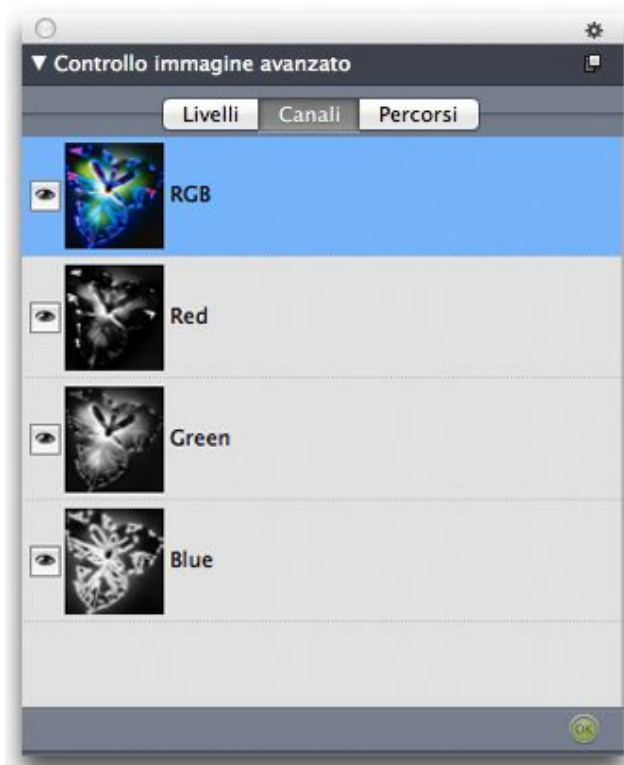 Controllo immagine avanzato
Livelli Canali Percorsi
RGB
Red
Green
Blue
OK